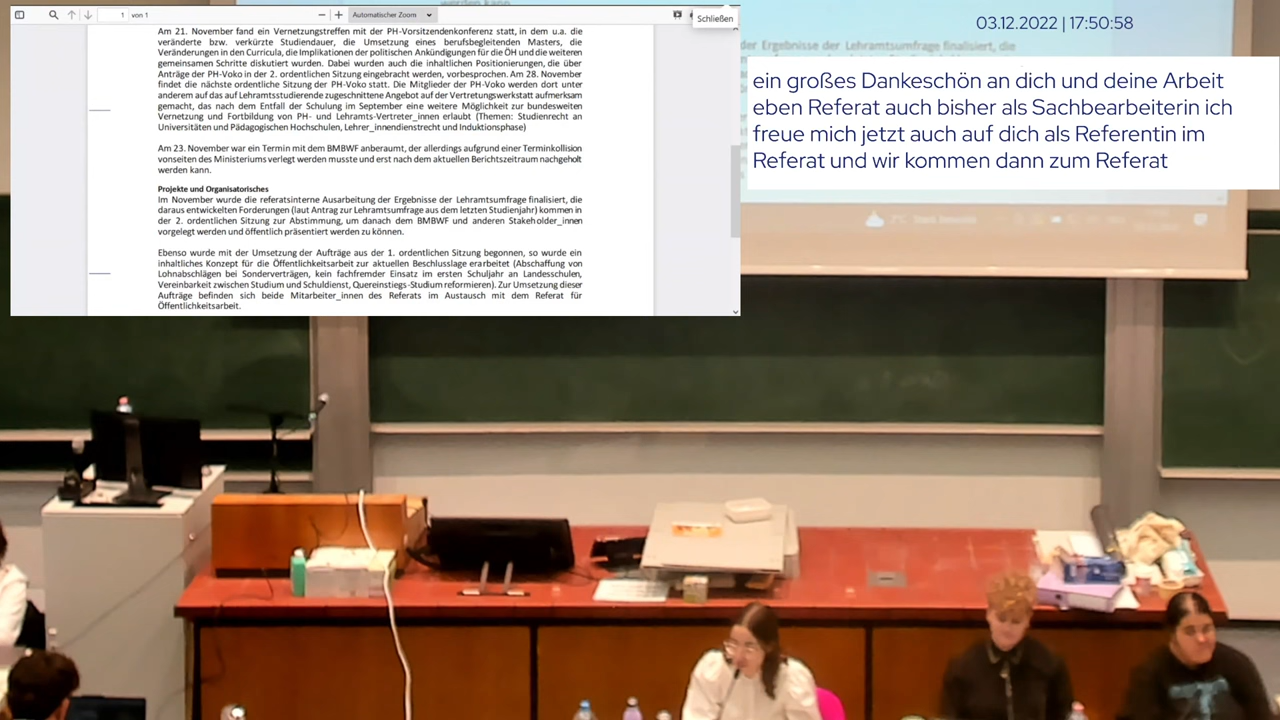 werden kann.
1 von 1
Automatischer Zoom
Schließen
03.12.2022 | 17:50:58
Am 21. November fand ein Vernetzungstreffen mit der PH-Vorsitzendenkonferenz statt, in dem u.a. die
veränderte bzw. verkürzte Studiendauer, die Umsetzung eines berufsbegleitenden Masters, die
Veränderungen in den Curricula, die Implikationen der politischen Ankündigungen für die ÖH und die weiteren
gemeinsamen Schritte diskutiert wurden. Dabei wurden auch die inhaltlichen Positionierungen, die über
Anträge der PH-Voko in der 2. ordentlichen Sitzung eingebracht werden, vorbesprochen. Am 28. November
findet die nächste ordentliche Sitzung der PH-Voko statt. Die Mitglieder der PH-Voko werden dort unter
anderem auf das auf Lehramtsstudierende zugeschnittene Angebot auf der Vertretungswerkstatt aufmerksam
gemacht, das nach dem Entfall der Schulung im September eine weitere Möglichkeit zur bundesweiten
Vernetzung und Fortbildung von PH- und Lehramts-Vertreter_innen erlaubt (Themen: Studienrecht an
Universitäten und Pädagogischen Hochschulen, Lehrer_innendienstrecht und Induktionsphase)
Am 23. November war ein Termin mit dem BMBWF anberaumt, der allerdings aufgrund einer Terminkollision
vonseiten des Ministeriums verlegt werden musste und erst nach dem aktuellen Berichtszeitraum nachgeholt
werden kann.
Projekte und Organisatorisches
Im November wurde die referatsinterne Ausarbeitung der Ergebnisse der Lehramtsumfrage finalisiert, die
daraus entwickelten Forderungen (laut Antrag zur Lehramtsumfrage aus dem letzten Studienjahr) kommen in
der 2. ordentlichen Sitzung zur Abstimmung, um danach dem BMBWF und anderen Stakeholder_innen
vorgelegt werden und öffentlich präsentiert werden zu können.
Ebenso wurde mit der Umsetzung der Aufträge aus der 1. ordentlichen Sitzung begonnen, so wurde ein
inhaltliches Konzept für die Öffentlichkeitsarbeit zur aktuellen Beschlusslage erarbeitet (Abschaffung von
Lohnabschlägen bei Sonderverträgen, kein fachfremder Einsatz im ersten Schuljahr an Landesschulen,
Vereinbarkeit zwischen Studium und Schuldienst, Quereinstiegs-Studium reformieren). Zur Umsetzung dieser
Aufträge befinden sich beide Mitarbeiter_innen des Referats im Austausch mit dem Referat für
Öffentlichkeitsarbeit.
der Ergebnisse der Lehramtsumfrage finalisiert, die
ein großes Dankeschön an dich und deine Arbeit
eben Referat auch bisher als Sachbearbeiterin ich
freue mich jetzt auch auf dich als Referentin im
Referat und wir kommen dann zum Referat